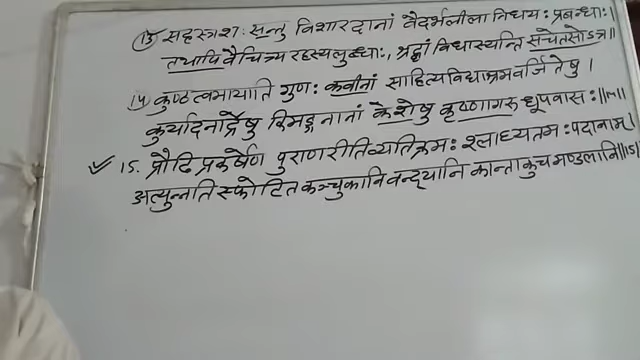 (13) सहस्त्रशः सन्तु विशारदानां वैदर्भलीला निधयः प्रबन्धाः।
तथापि वैचित्र्य रहस्यलुब्धाः, श्रद्धां विधास्यन्ति सचेतसोऽत्र॥
14 कुण्ठत्वमायाति गुणः कवीनां साहित्यविद्याश्रमवर्जितेषु।
कुर्यादनार्द्रेषु किमङ्गनानां केशेषु कृष्णागरु धूपवासः॥14॥
✓ 15. प्रौढि प्रकर्षेण पुराणरीतिव्यतिक्रमः श्लाध्यतमः पदानाम्।
अत्युन्नतिस्फोटित कञ्चुकानि वन्द्यानि कान्ताकुचमण्डलानि॥15॥